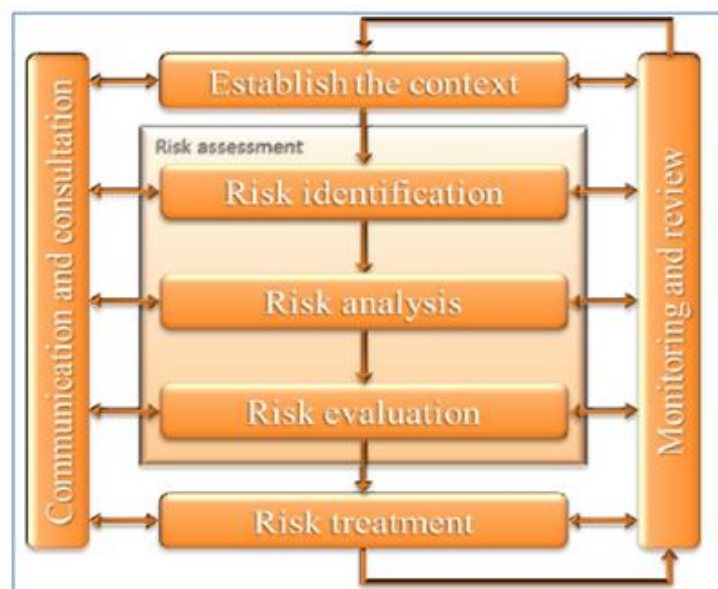 Establish the context
Risk assessment
Risk identification
Risk analysis
Risk evaluation
Risk treatment
Communication and consultation
Monitoring and review